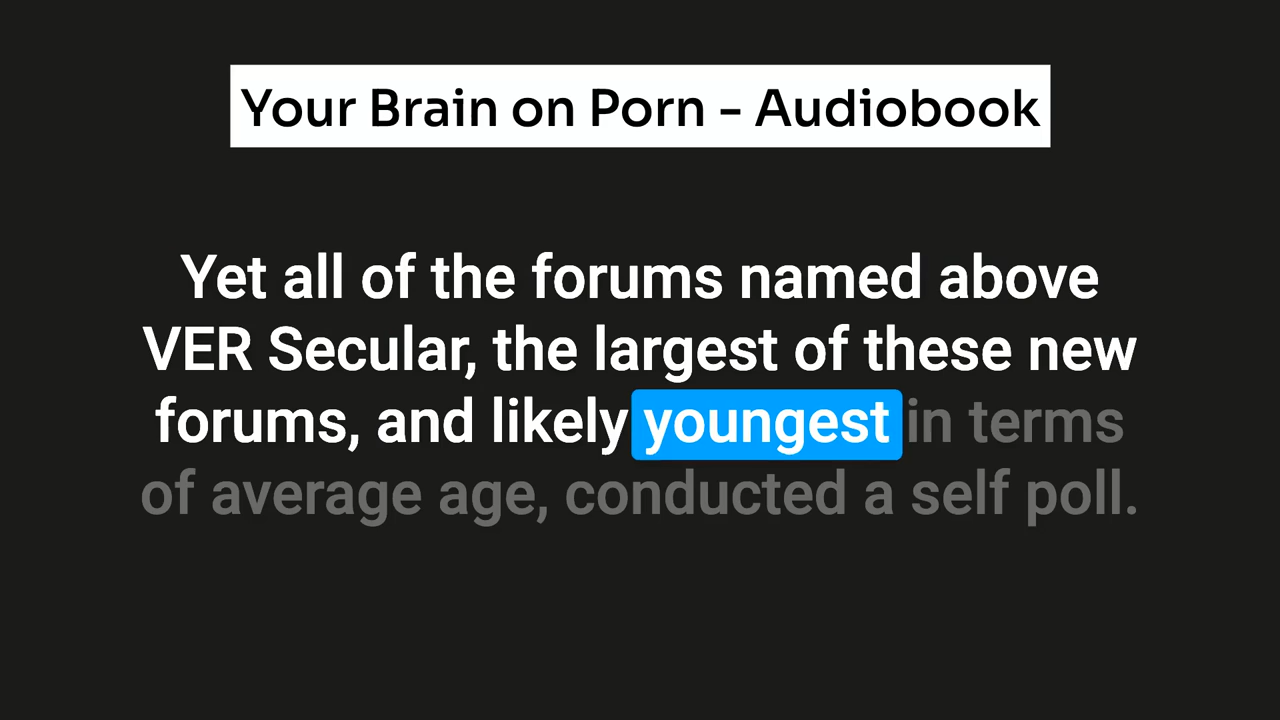 Your Brain on Porn - Audiobook
Yet all of the forums named above
VER Secular, the largest of these new
forums, and likely youngest in terms
of average age, conducted a self poll.